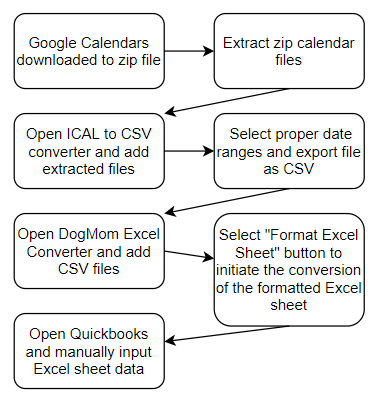 Google Calendars
downloaded to zip file
Extract zip calendar
files
Open ICAL to CSV
converter and add
extracted files
Select proper date
ranges and export file
as CSV
Open DogMom Excel
Converter and add
CSV files
Select "Format Excel
Sheet" button to
initiate the conversion
of the formatted Excel
sheet
Open Quickbooks
and manually input
Excel sheet data